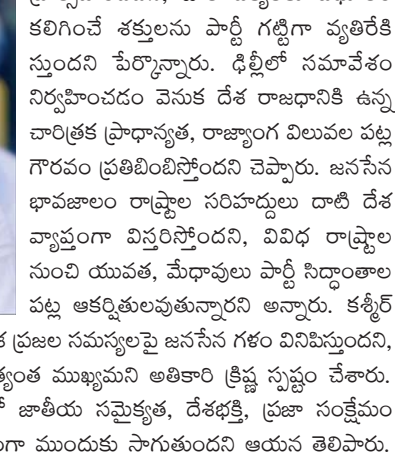 కలిగించే శక్తులను పార్టీ గట్టిగా వ్యతిరేకి
స్తుందని పేర్కొన్నారు. ఢిల్లీలో సమావేశం
నిర్వహించడం వెనుక దేశ రాజధానికి ఉన్న
చారిత్రక ప్రాధాన్యత, రాజ్యాంగ విలువల పట్ల
గౌరవం ప్రతిబింబిస్తోందని చెప్పారు. జనసేన
భావజాలం రాష్ట్రాల సరిహద్దులు దాటి దేశ
వ్యాప్తంగా విస్తరిస్తోందని, వివిధ రాష్ట్రాల
నుంచి యువత, మేధావులు పార్టీ సిద్ధాంతాల
పట్ల ఆకర్షితులవుతున్నారని అన్నారు. కశ్మీర్
ప్రజల సమస్యలపై జనసేన గళం వినిపిస్తుందని,
ముఖ్యమని అతికారి క్రిష్ణ స్పష్టం చేశారు.
జాతీయ సమైక్యత, దేశభక్తి, ప్రజా సంక్షేమం
ముందుకు సాగుతుందని ఆయన తెలిపారు.